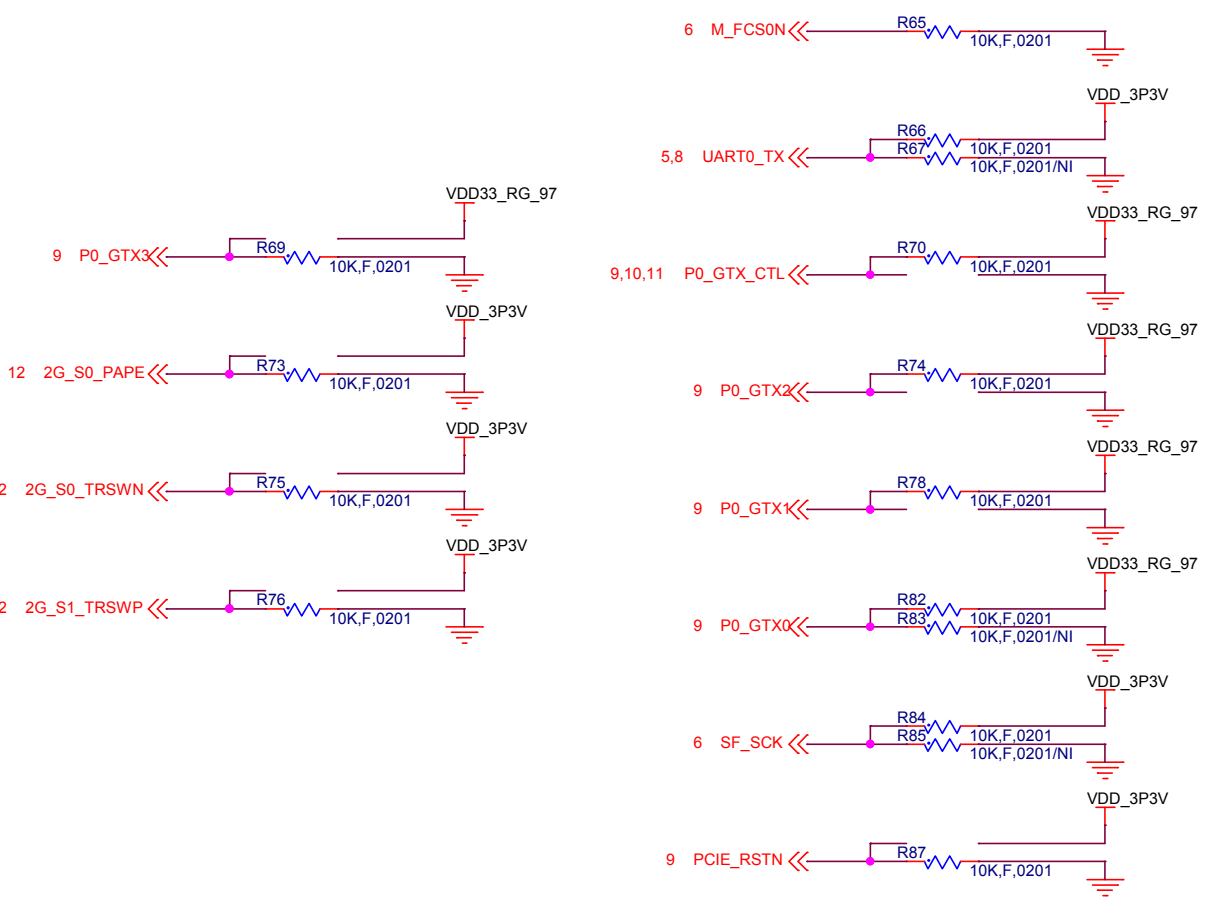 VDD33_RG_97
9 P0_GTX3
R69
10K,F,0201
VDD_3P3V
12 2G_S0_PAPE
R73
10K,F,0201
VDD_3P3V
2 2G_S0_TRSWN
R75
10K,F,0201
VDD_3P3V
2 2G_S1_TRSWP
R76
10K,F,0201
6 M_FCS0N
R65
10K,F,0201
VDD_3P3V
R66
10K,F,0201
5,8 UART0_TX
R67
10K,F,0201/NI
VDD33_RG_97
R70
10K,F,0201
9,10,11 P0_GTX_CTL
VDD33_RG_97
R74
10K,F,0201
9 P0_GTX2
VDD33_RG_97
R78
10K,F,0201
9 P0_GTX1
VDD33_RG_97
R82
10K,F,0201
9 P0_GTX0
R83
10K,F,0201/NI
VDD_3P3V
R84
10K,F,0201
6 SF_SCK
R85
10K,F,0201/NI
VDD_3P3V
9 PCIE_RSTN
R87
10K,F,0201